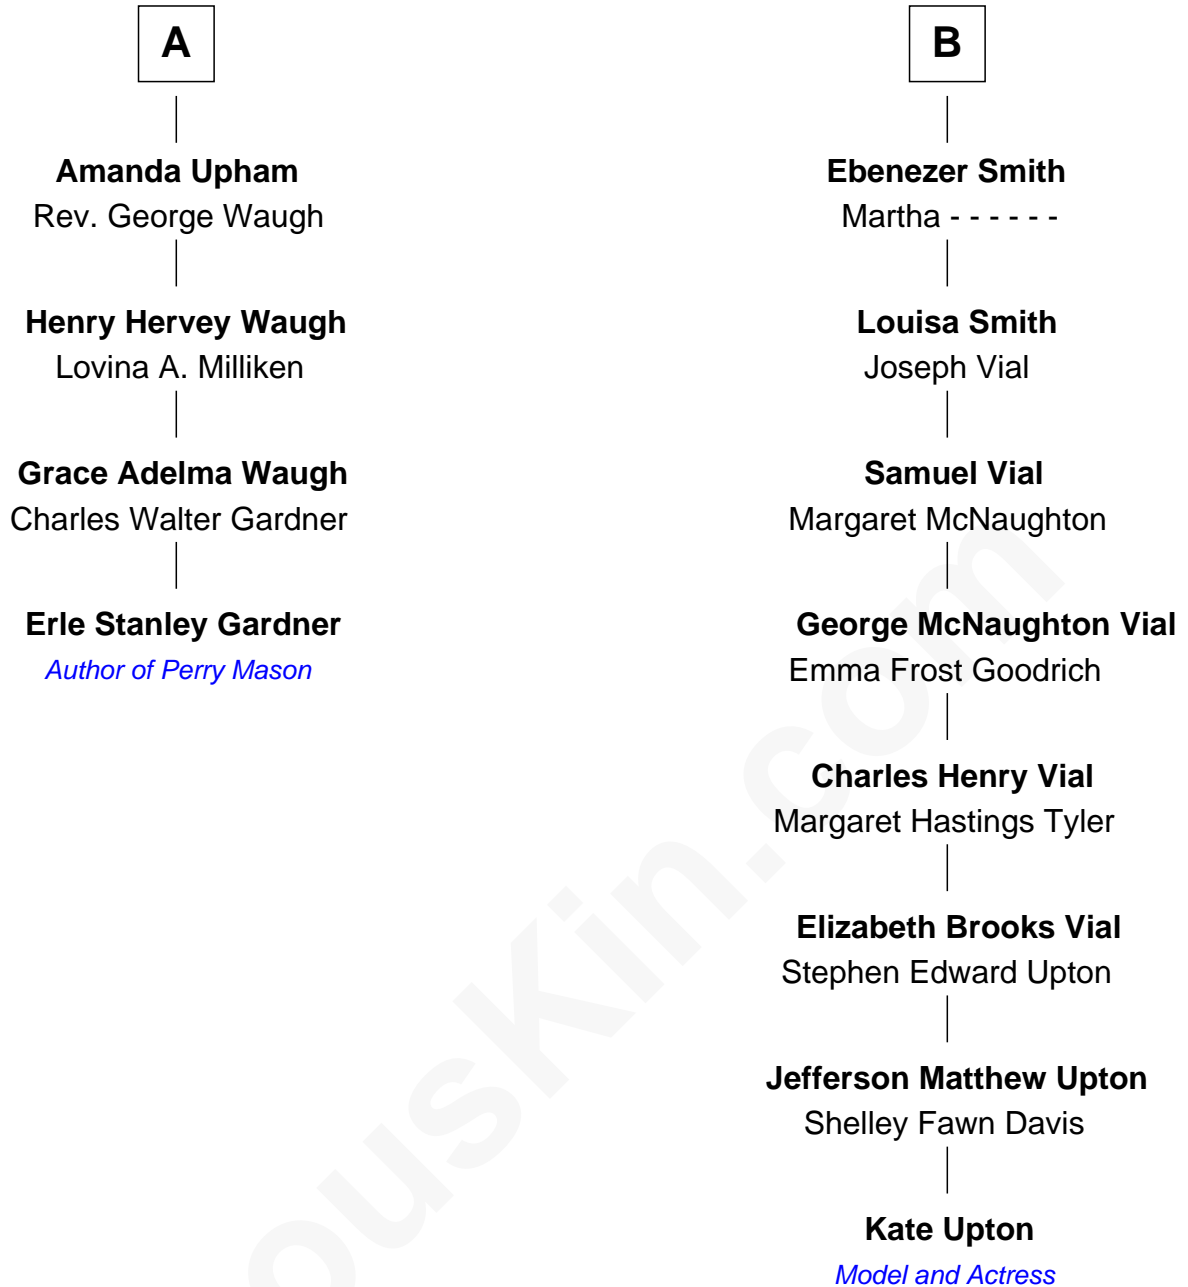 A
Amanda Upham
Rev. George Waugh
Henry Hervey Waugh
Lovina A. Milliken
Grace Adelma Waugh
Charles Walter Gardner
Erle Stanley Gardner
Author of Perry Mason
B
Ebenezer Smith
Martha - - - - - -
Louisa Smith
Joseph Vial
Samuel Vial
Margaret McNaughton
George McNaughton Vial
Emma Frost Goodrich
Charles Henry Vial
Margaret Hastings Tyler
Elizabeth Brooks Vial
Stephen Edward Upton
Jefferson Matthew Upton
Shelley Fawn Davis
Kate Upton
Model and Actress
ousKin.com